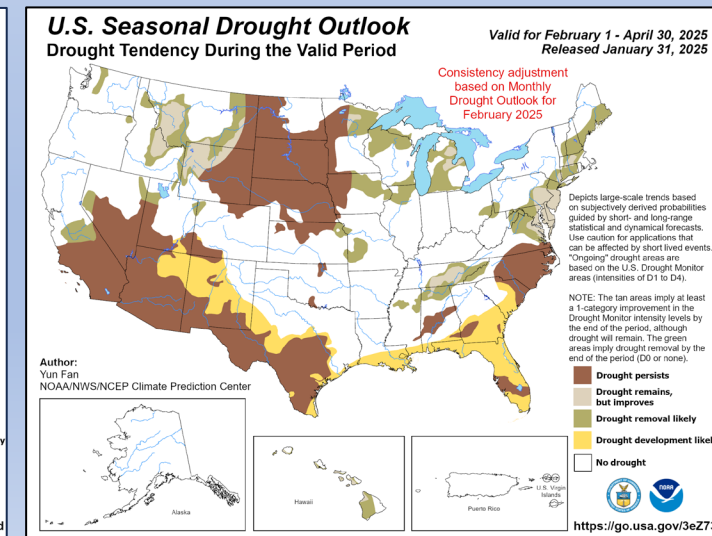 U.S. Seasonal Drought Outlook
Drought Tendency During the Valid Period
Valid for February 1 - April 30, 2025
Released January 31, 2025
Consistency adjustment
based on Monthly
Drought Outlook for
February 2025
Depicts large-scale trends based
on subjectively derived probabilities
guided by short- and long-range
statistical and dynamical forecasts.
Use caution for applications that
can be affected by short lived events.
"Ongoing" drought areas are
based on the U.S. Drought Monitor
areas (intensities of D1 to D4).
NOTE: The tan areas imply at least
a 1-category improvement in the
Drought Monitor intensity levels by
the end of the period, although
drought will remain. The green
areas imply drought removal by the
end of the period (D0 or none).
Author:
Yun Fan
NOAA/NWS/NCEP Climate Prediction Center
Drought persists
Drought remains,
but improves
Drought removal likely
Drought development likel
No drought
Alaska
Hawaii
Puerto Rico
U.S. Virgin
Islands
NOAA
https://go.usa.gov/3eZ7